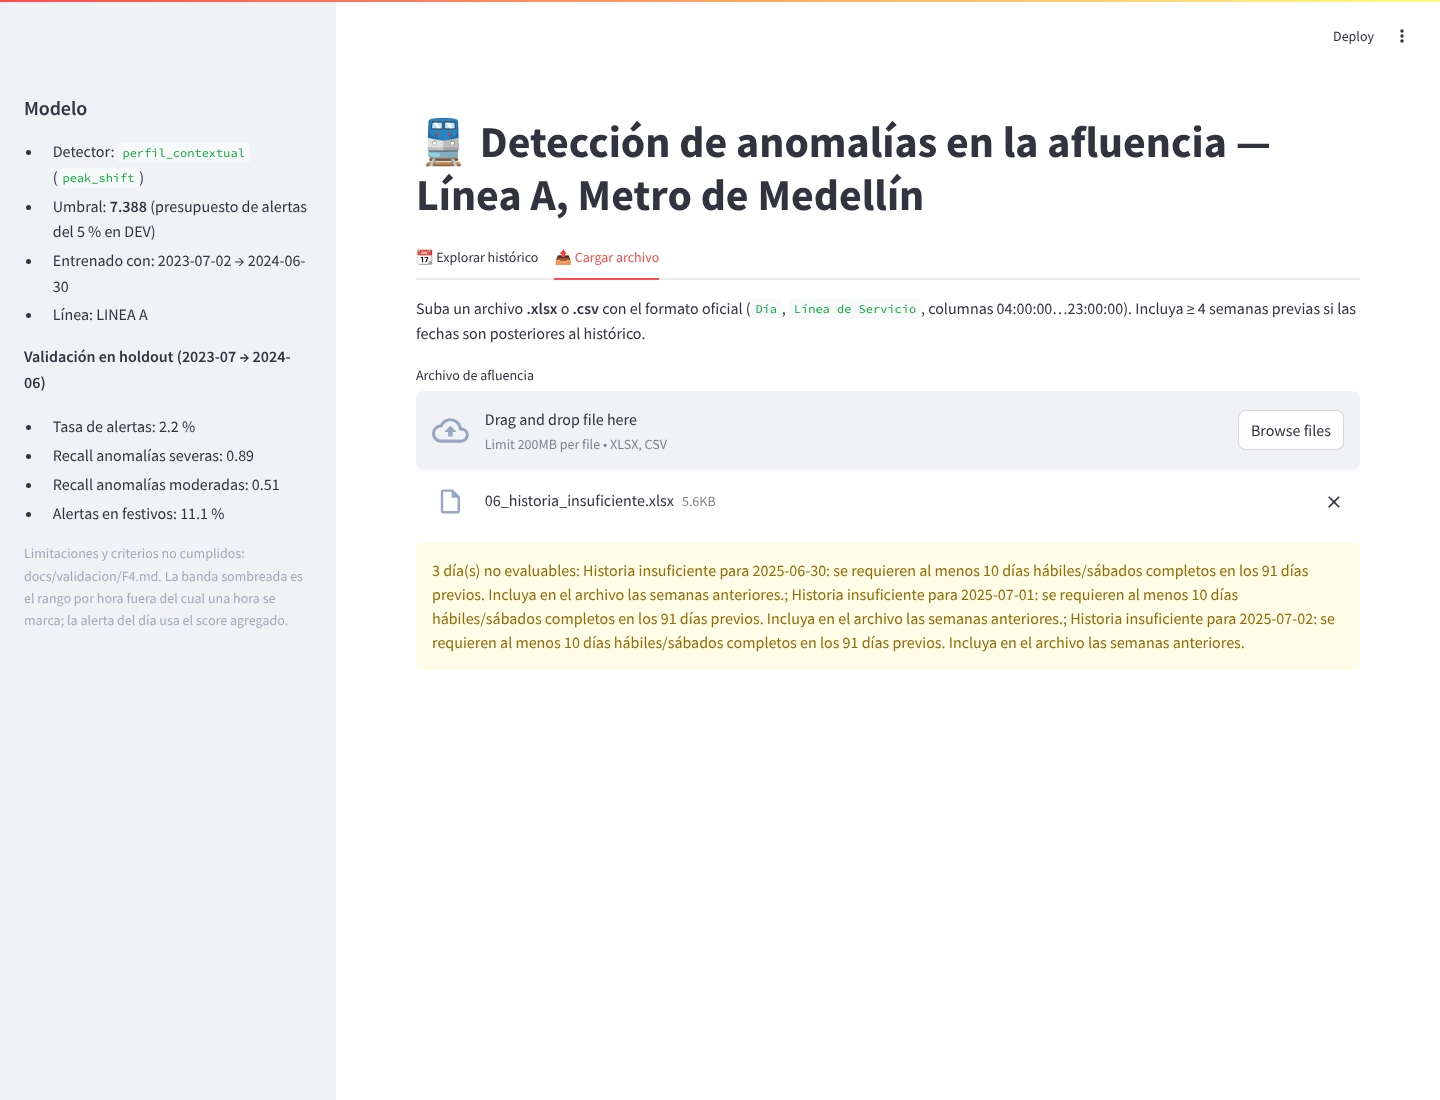 Deploy
Modelo
Detector: perfil_contextual
(peak_shift)
Umbral: 7.388 (presupuesto de alertas
del 5 % en DEV)
Entrenado con: 2023-07-02 → 2024-06-
30
Línea: LINEA A
Validación en holdout (2023-07 → 2024-
06)
Tasa de alertas: 2.2 %
Recall anomalías severas: 0.89
Recall anomalías moderadas: 0.51
Alertas en festivos: 11.1 %
Limitaciones y criterios no cumplidos:
docs/validacion/F4.md. La banda sombreada es
el rango por hora fuera del cual una hora se
marca; la alerta del día usa el score agregado.
Detección de anomalías en la afluencia —
Línea A, Metro de Medellín
Explorar histórico
Cargar archivo
Suba un archivo .xlsx o .csv con el formato oficial (Día, Línea de Servicio, columnas 04:00:00…23:00:00). Incluya ≥ 4 semanas previas si las
fechas son posteriores al histórico.
Archivo de afluencia
Drag and drop file here
Limit 200MB per file • XLSX, CSV
Browse files
06_historia_insuficiente.xlsx 5.6KB
3 día(s) no evaluables: Historia insuficiente para 2025-06-30: se requieren al menos 10 días hábiles/sábados completos en los 91 días
previos. Incluya en el archivo las semanas anteriores.; Historia insuficiente para 2025-07-01: se requieren al menos 10 días
hábiles/sábados completos en los 91 días previos. Incluya en el archivo las semanas anteriores.; Historia insuficiente para 2025-07-02: se
requieren al menos 10 días hábiles/sábados completos en los 91 días previos. Incluya en el archivo las semanas anteriores.